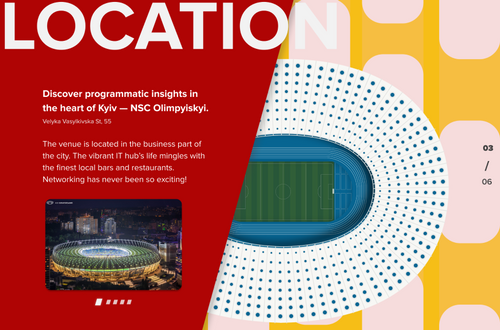 LOCATION
Discover programmatic insights in
the heart of Kyiv — NSC Olimpyiskyi.
Velyka Vasylkivska St, 55
The venue is located in the business part of
the city. The vibrant IT hub's life mingles with
the finest local bars and restaurants.
Networking has never been so exciting!
03
/
06